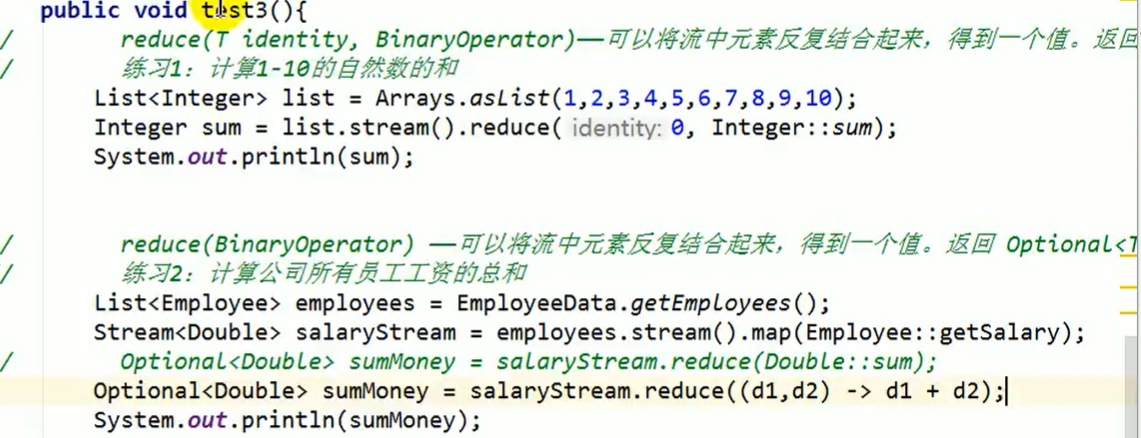 public void test3(){
/ reduce(T identity, BinaryOperator)—可以将流中元素反复结合起来，得到一个值。返回
/ 练习1：计算1-10的自然数的和
List<Integer> list = Arrays.asList(1,2,3,4,5,6,7,8,9,10);
Integer sum = list.stream().reduce( identity: 0, Integer::sum);
System.out.println(sum);
/ reduce(BinaryOperator) —可以将流中元素反复结合起来，得到一个值。返回 Optional<T
/ 练习2：计算公司所有员工工资的总和
List<Employee> employees = EmployeeData.getEmployees();
Stream<Double> salaryStream = employees.stream().map(Employee::getSalary);
/ Optional<Double> sumMoney = salaryStream.reduce(Double::sum);
Optional<Double> sumMoney = salaryStream.reduce((d1,d2) -> d1 + d2);
System.out.println(sumMoney);